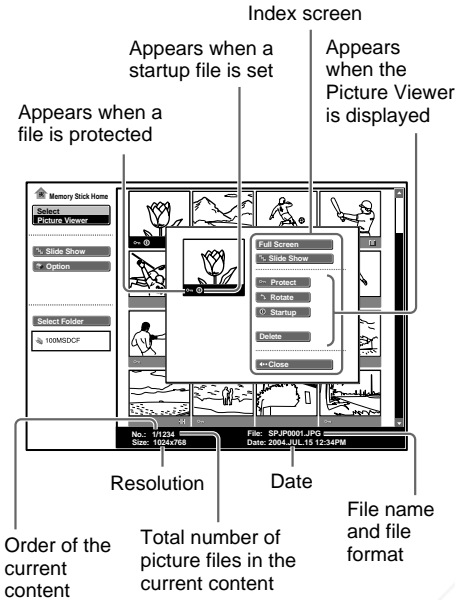 Index screen
Appears when a
startup file is set
Appears
when the
Picture Viewer
is displayed
Appears when a
file is protected
Memory Stick Home
Select
Picture Viewer
Slide Show
Option
Select Folder
100MSDCF
Full Screen
Slide Show
Protect
Rotate
Startup
Delete
Close
No.: 1/1234
File: SPJP0001.JPG
Size: 1024x768
Date: 2004.JUL.15 12:34PM
Resolution
Date
Order of the
current
content
Total number of
picture files in the
current content
File name
and file
format